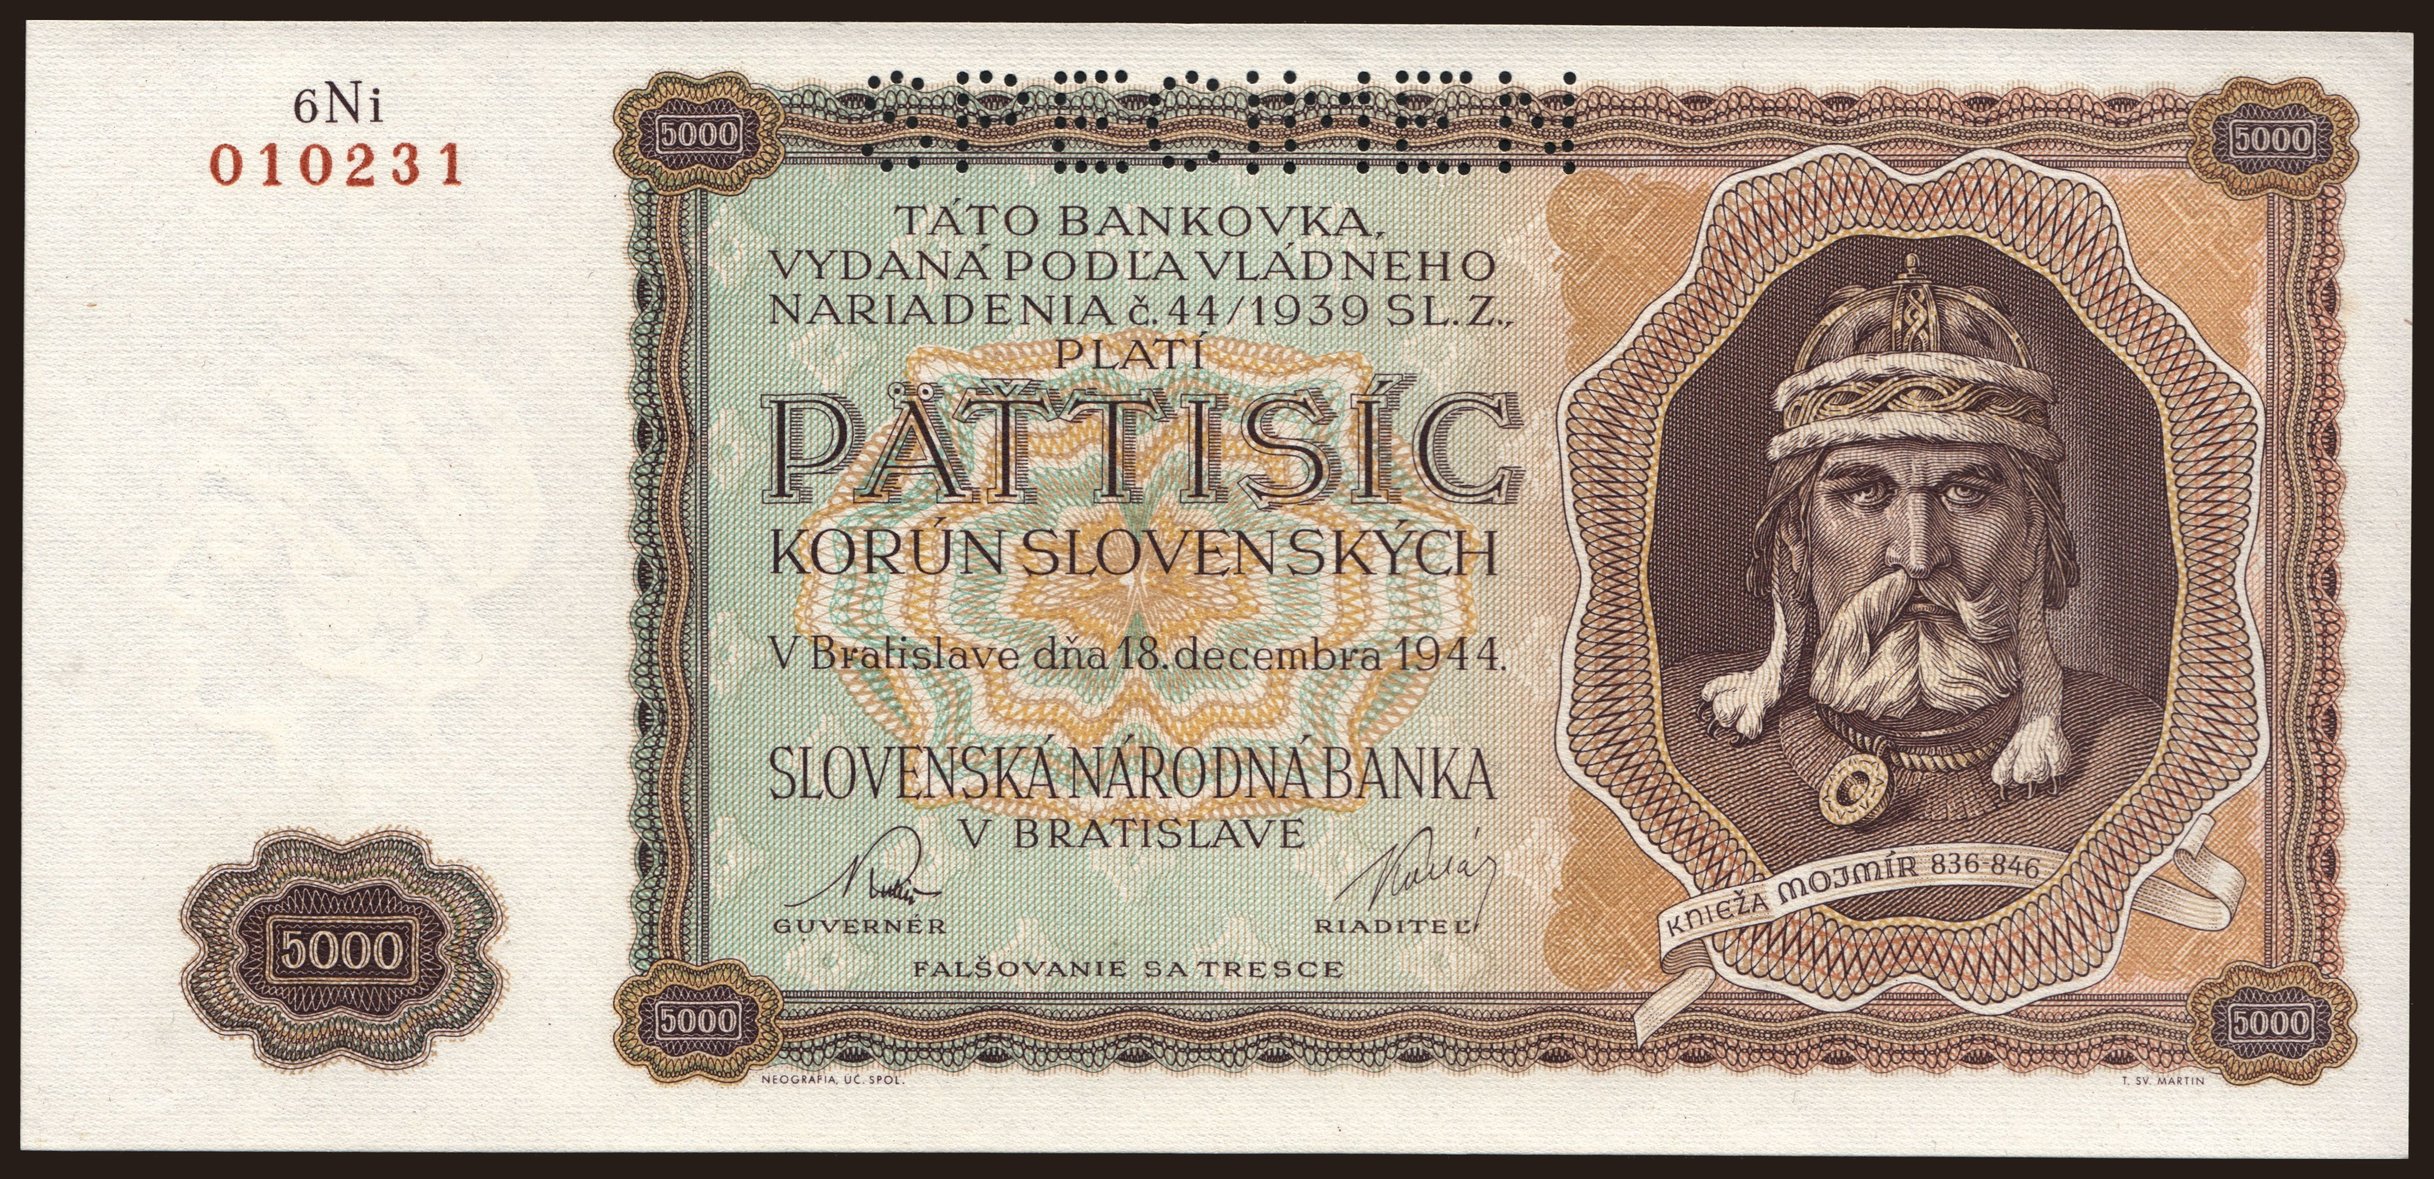 6Ni
010231
5000
5000
SPECIMEN
TÁTO BANKOVKA,
VYDANÁ PODĽA VLÁDNEHO
NARIADENIA č. 44/1939 SL. Z.,
PLATÍ
PÄŤTISÍC
KORÚN SLOVENSKÝCH
V Bratislave dňa 18. decembra 1944.
SLOVENSKÁ NÁRODNÁ BANKA
V BRATISLAVE
GUVERNÉR
RIADITEĽ
FALŠOVANIE SA TRESCE
KNIEŽA MOJMÍR 836-846
5000
5000
5000
NEOGRAFIA, UČ. SPOL.
T. SV. MARTIN